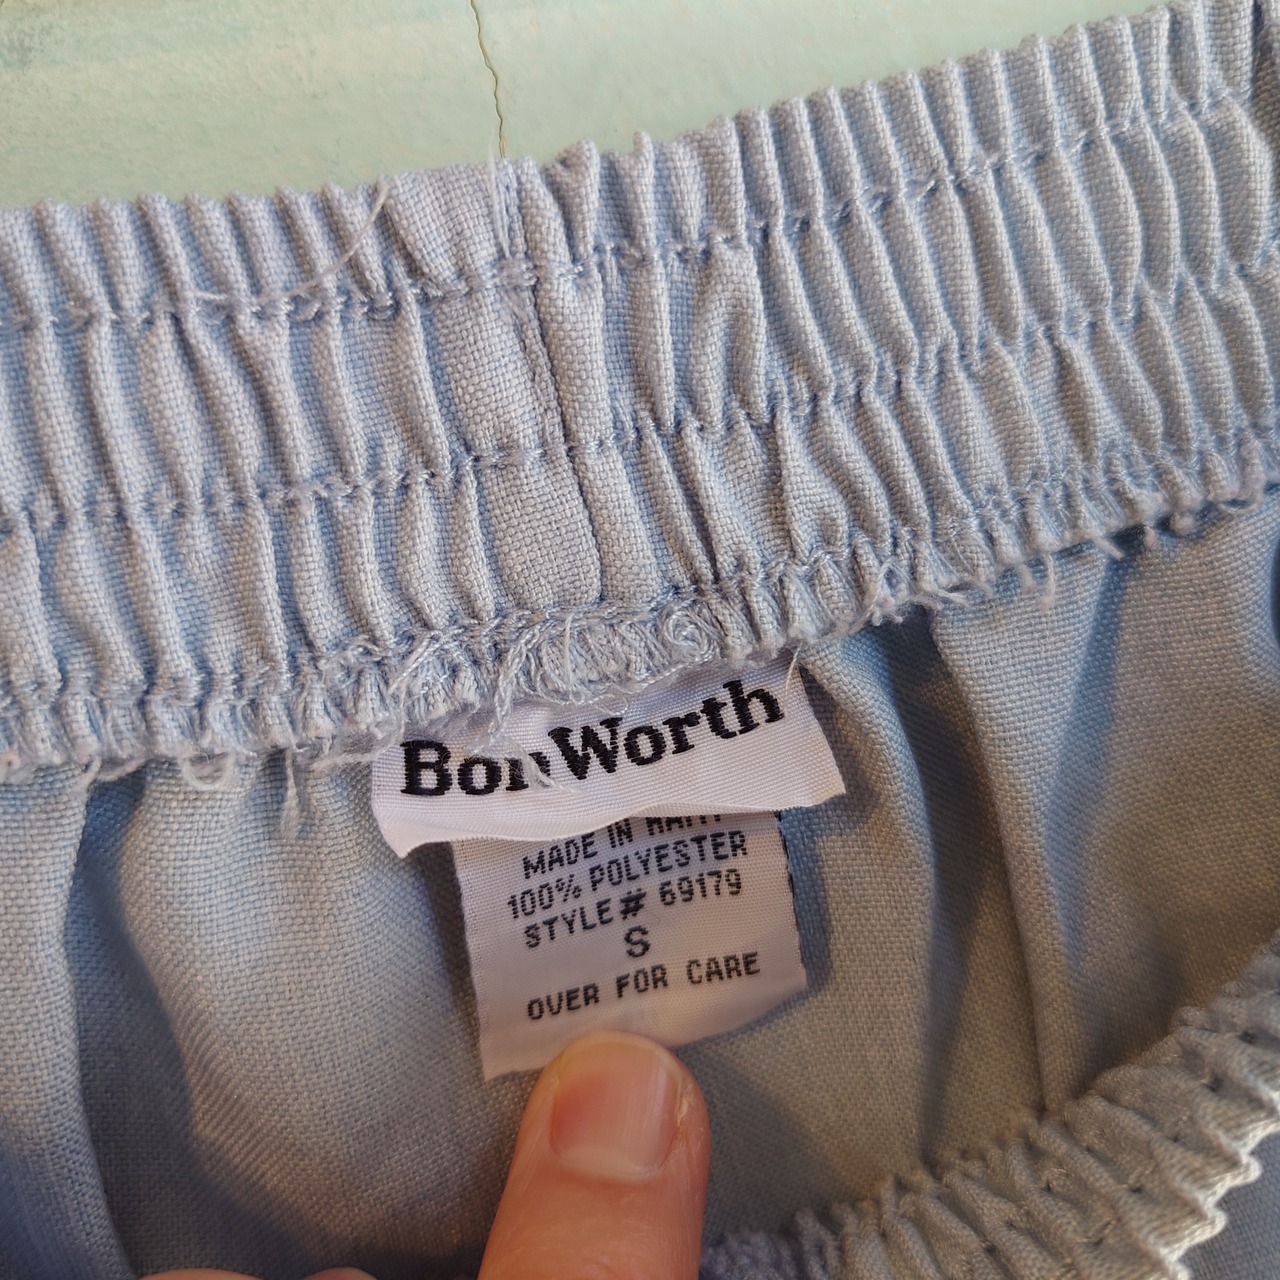 BonWorth
MADE IN HAITI
100% POLYESTER
STYLE# 69179
S
OVER FOR CARE